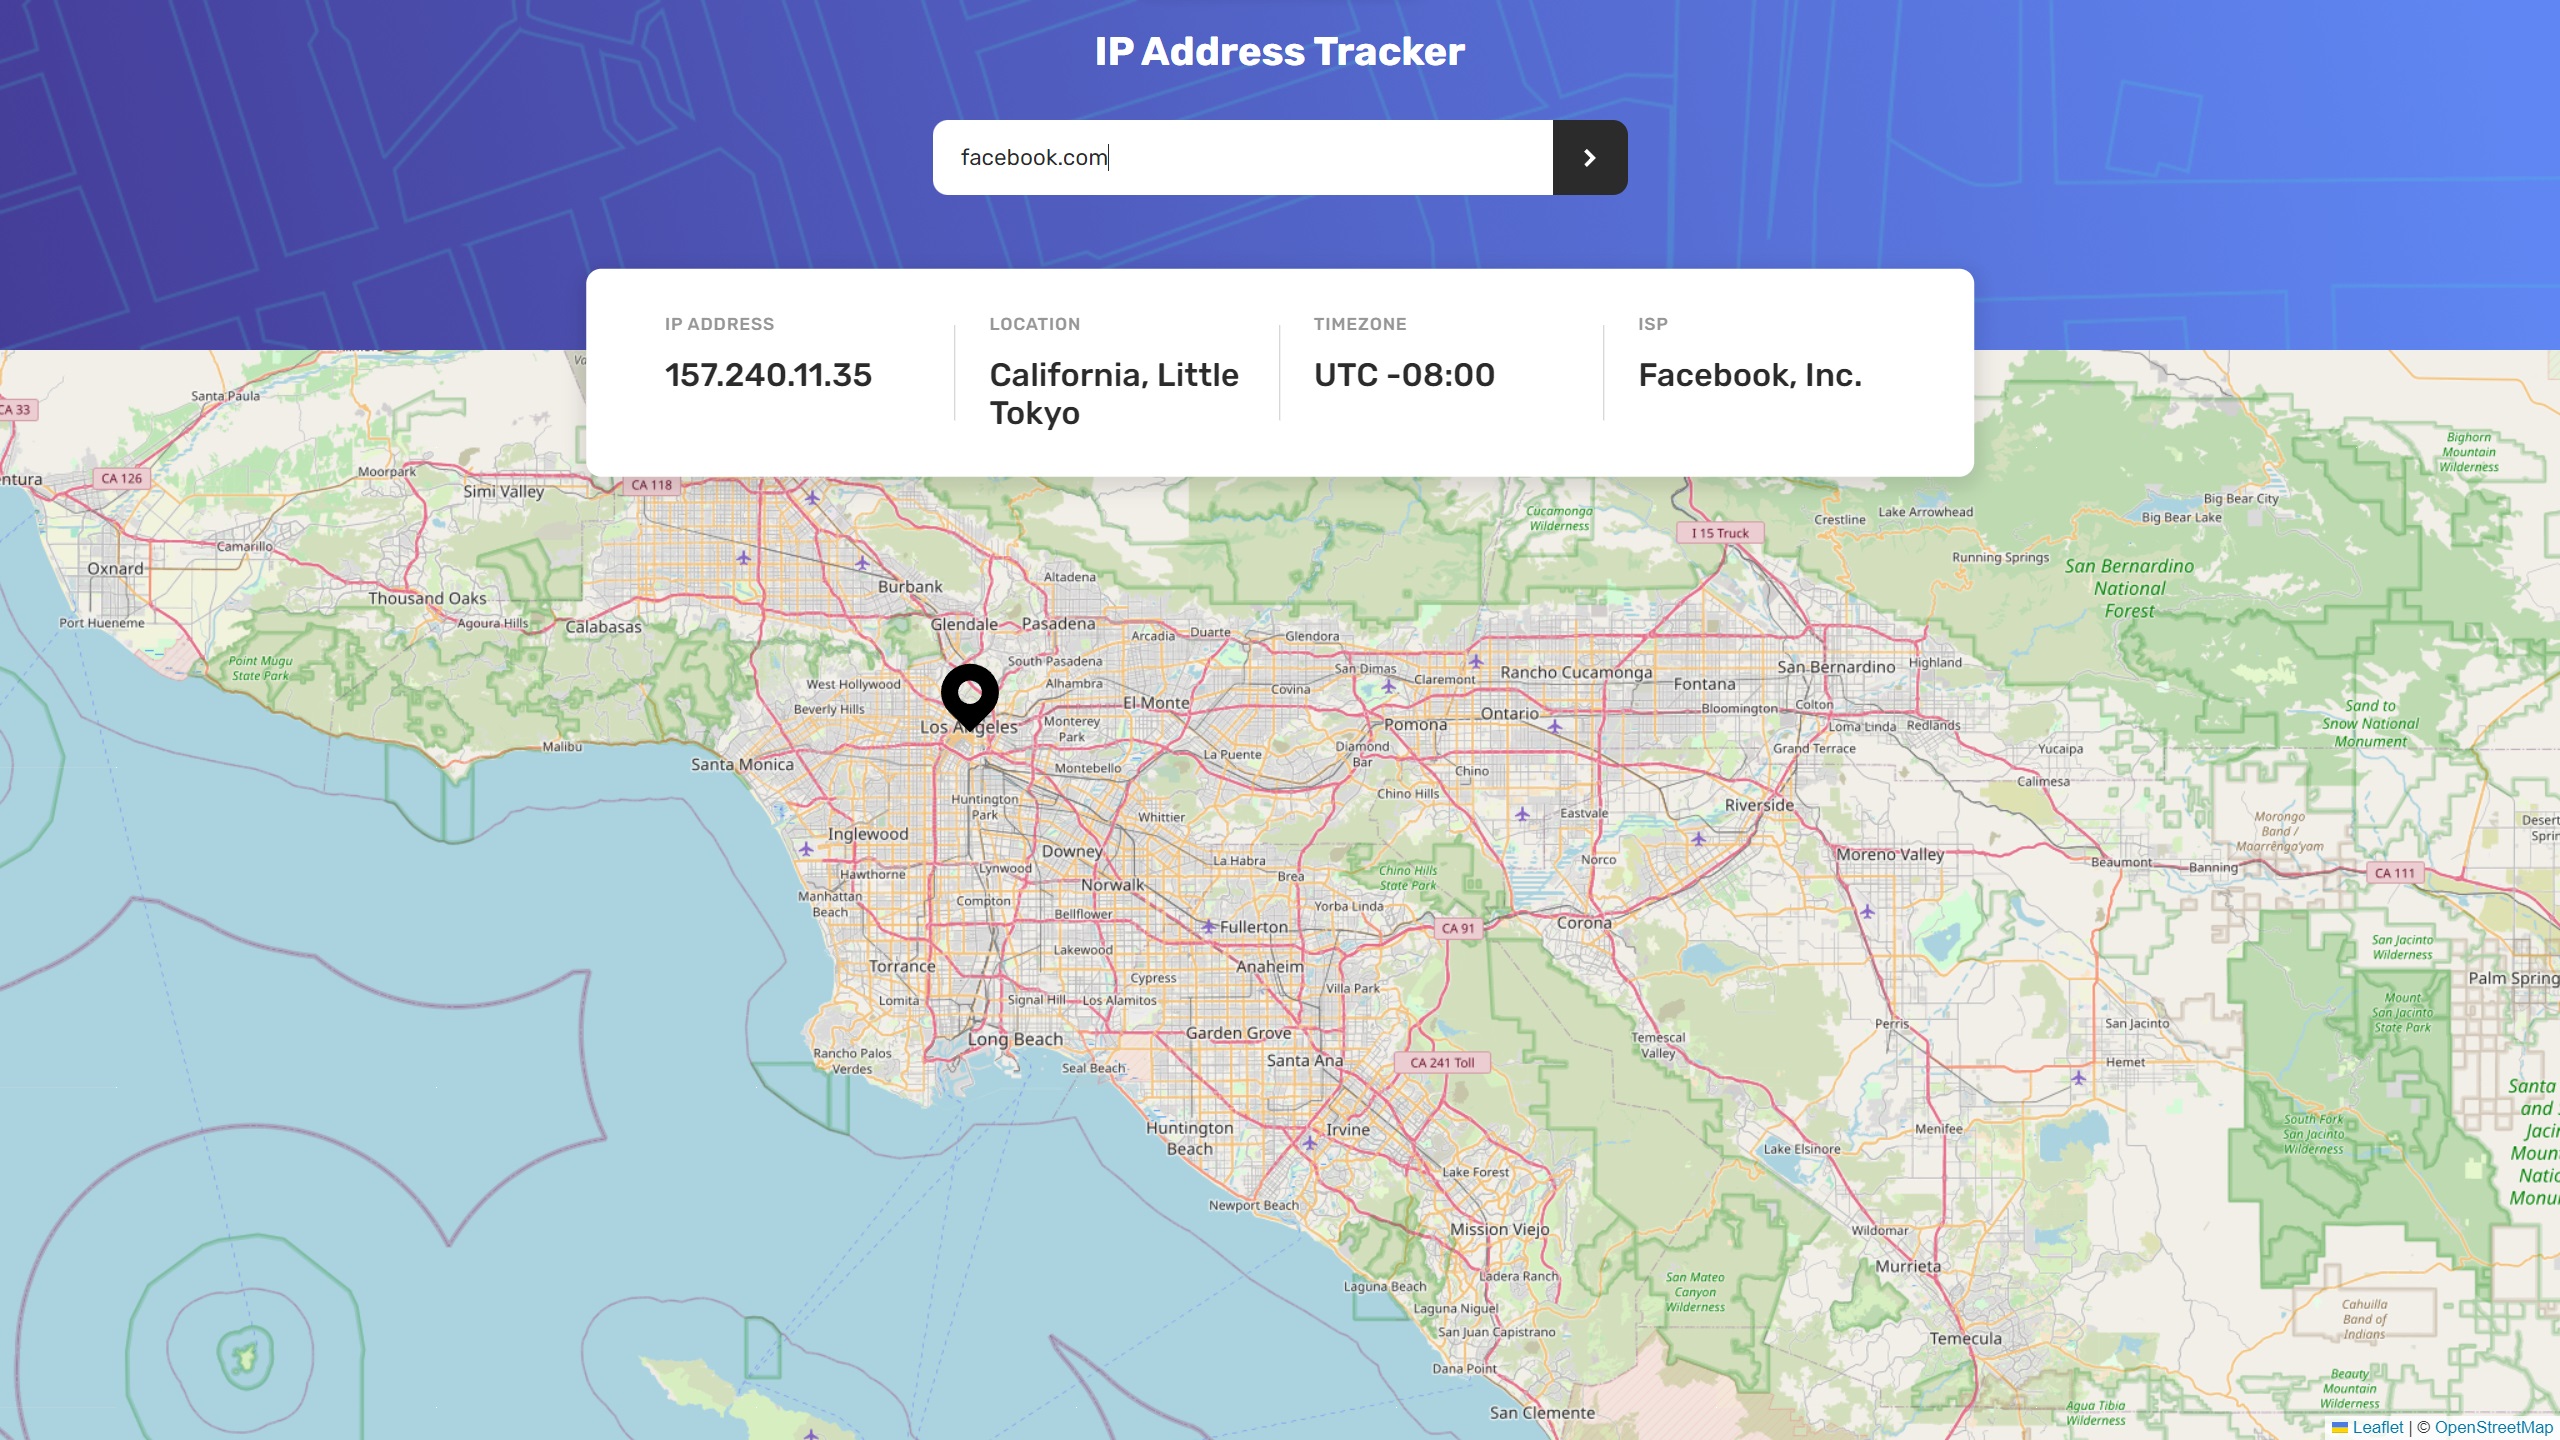 IP Address Tracker
facebook.com
IP ADDRESS
157.240.11.35
LOCATION
California, Little
Tokyo
TIMEZONE
UTC -08:00
ISP
Facebook, Inc.
Santa Paula
CA 33
Moorpark
CA 126
Simi Valley
CA 118
Camarillo
Oxnard
Thousand Oaks
Port Hueneme
Agoura Hills
Calabasas
Point Mugu
State Park
Malibu
Santa Monica
Burbank
Altadena
Glendale
Pasadena
Arcadia
Duarte
Glendora
South Pasadena
San Dimas
Claremont
Rancho Cucamonga
West Hollywood
Alhambra
Covina
Beverly Hills
El Monte
Los Angeles
Monterey
Park
Pomona
Ontario
La Puente
Diamond
Bar
Montebello
Chino
Huntington
Park
Chino Hills
Whittier
Inglewood
Downey
La Habra
Hawthorne
Lynwood
Norwalk
Brea
Chino Hills
State Park
Manhattan
Beach
Compton
Bellflower
Yorba Linda
Fullerton
CA 91
Lakewood
Torrance
Cypress
Anaheim
Villa Park
Lomita
Signal Hill
Los Alamitos
Long Beach
Garden Grove
Rancho Palos
Verdes
Seal Beach
Santa Ana
CA 241 Toll
Huntington
Beach
Irvine
Lake Forest
Newport Beach
Mission Viejo
Laguna Beach
Ladera Ranch
Laguna Niguel
San Juan Capistrano
Dana Point
San Clemente
Cucamonga
Wilderness
I 15 Truck
Crestline
Lake Arrowhead
Big Bear City
Big Bear Lake
Running Springs
San Bernardino
National
Forest
Bighorn
Mountain
Wilderness
San Bernardino
Highland
Fontana
Bloomington
Colton
Loma Linda
Redlands
Grand Terrace
Yucaipa
Calimesa
Sand to
Snow National
Monument
Riverside
Eastvale
Norco
Moreno Valley
Beaumont
Banning
Morongo
Band /
Maarrênga'yam
CA 111
Corona
San Jacinto
Wilderness
Mount
San Jacinto
State Park
Temescal
Valley
Perris
San Jacinto
Hemet
Menifee
Lake Elsinore
South Fork
San Jacinto
Wilderness
Santa
and
Wildomar
Murrieta
San Mateo
Canyon
Wilderness
Cahuilla
Band of
Indians
Temecula
Beauty
Mountain
Wilderness
Agua Tibia
Wilderness
Leaflet | © OpenStreetMap